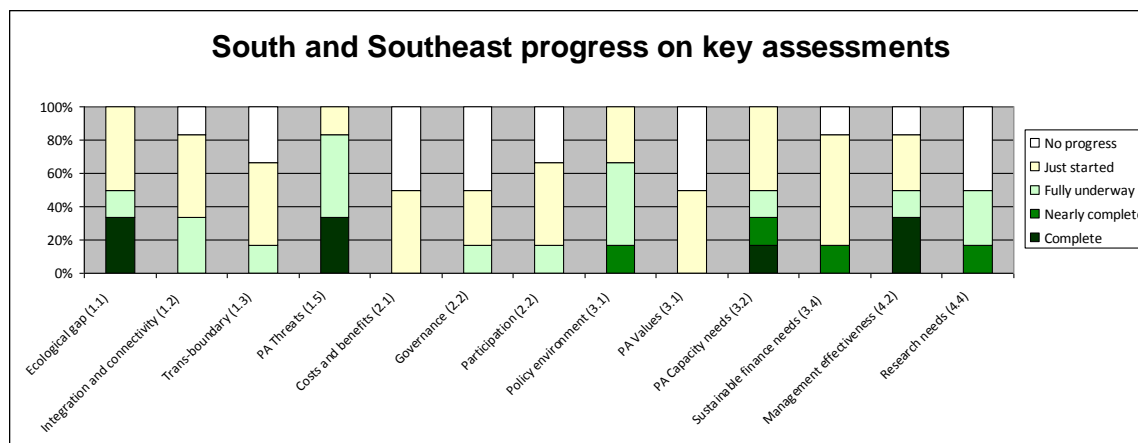 South and Southeast progress on key assessments
100%
80%
60%
40%
20%
0%
No progress
Just started
Fully underway
Nearly complete
Complete
Ecological gap (1.1)
Integration and connectivity (1.2)
Trans-boundary (1.3)
PA Threats (1.5)
Costs and benefits (2.1)
Governance (2.2)
Participation (2.2)
Policy environment (3.1)
PA Values (3.1)
PA Capacity needs (3.2)
Sustainable finance needs (3.4)
Management effectiveness (4.2)
Research needs (4.4)